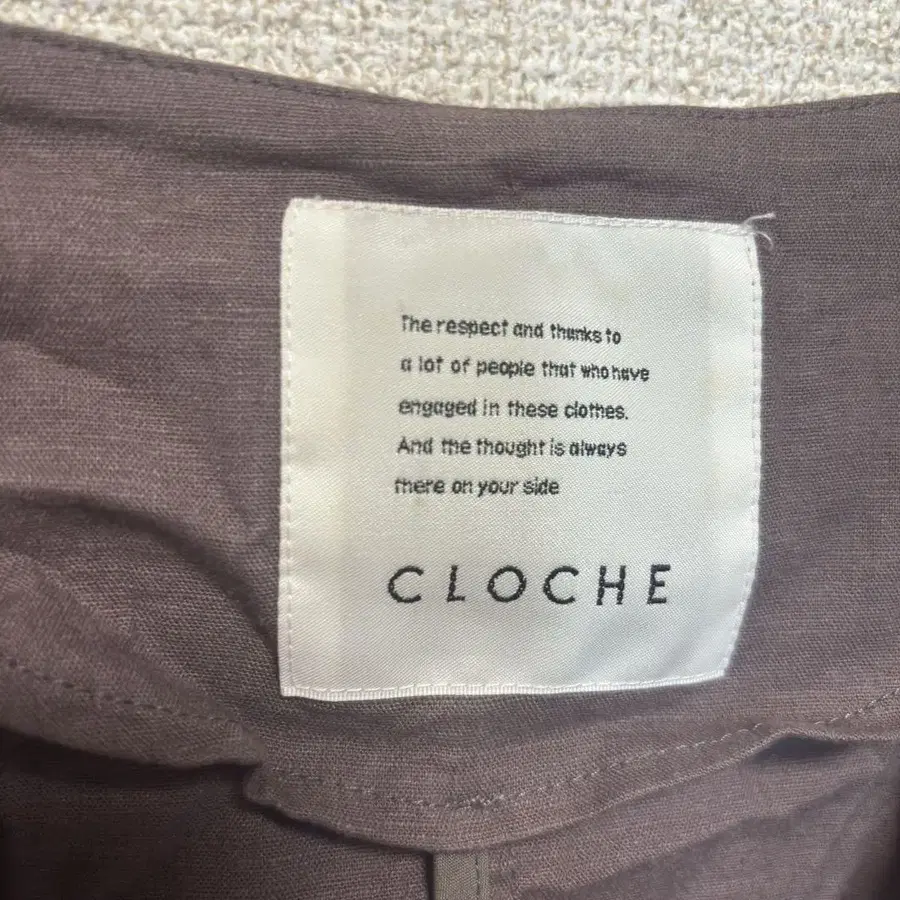 The respect and thanks to
a lot of people that who have
engaged in these clothes.
And the thought is always
there on your side
CLOCHE